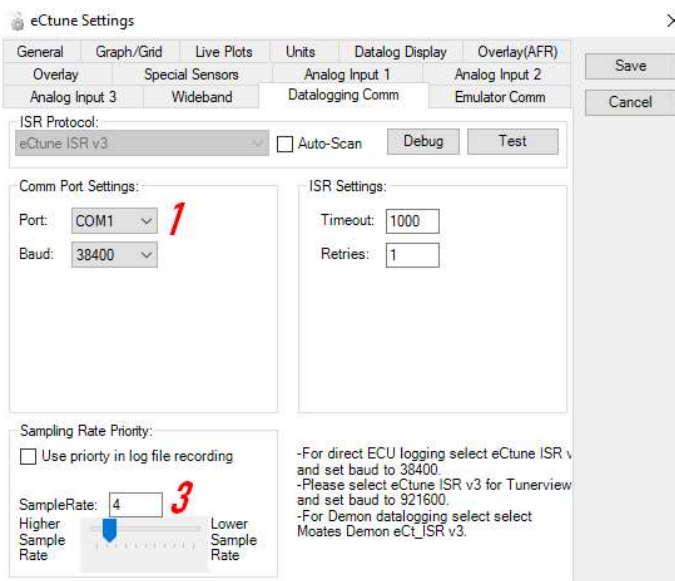 eCtune Settings
General Graph/Grid Live Plots Units Datalog Display Overlay(AFR)
Overlay Special Sensors Analog Input 1 Analog Input 2
Analog Input 3 Wideband Datalogging Comm Emulator Comm
Save
Cancel
ISR Protocol:
eCtune ISR v3 Auto-Scan Debug Test
Comm Port Settings:
Port: COM1 1
Baud: 38400
ISR Settings:
Timeout: 1000
Retries: 1
Sampling Rate Priority:
Use priorty in log file recording
SampleRate: 4 3
Higher Sample Rate
Lower Sample Rate
-For direct ECU logging select eCtune ISR v
and set baud to 38400.
-Please select eCtune ISR v3 for Tunerview
and set baud to 921600.
-For Demon datalogging select select
Moates Demon eCt_ISR v3.